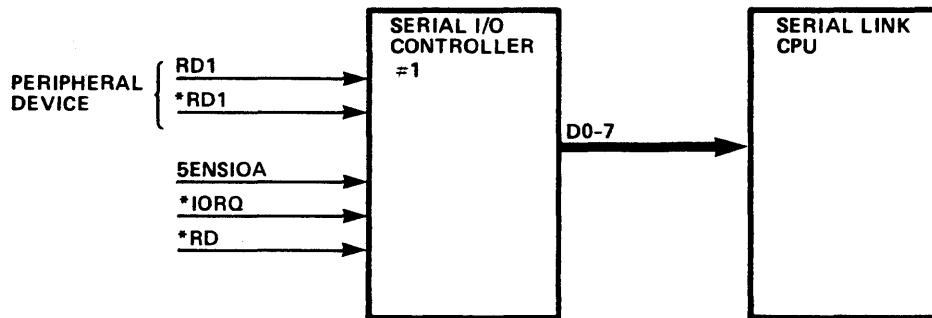 SERIAL I/O
CONTROLLER
#1
SERIAL LINK
CPU
PERIPHERAL
DEVICE
RD1
*RD1
D0-7
5ENSIOA
*IORQ
*RD